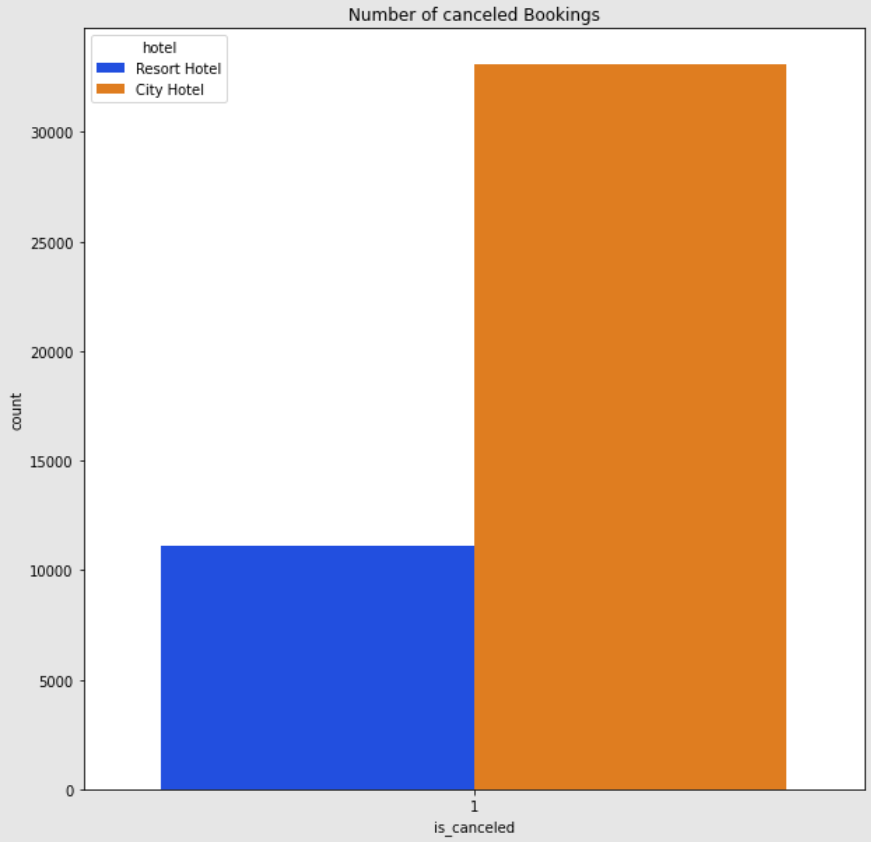 Number of canceled Bookings
hotel
Resort Hotel
City Hotel
30000
25000
20000
15000
10000
5000
0
count
1
is_canceled